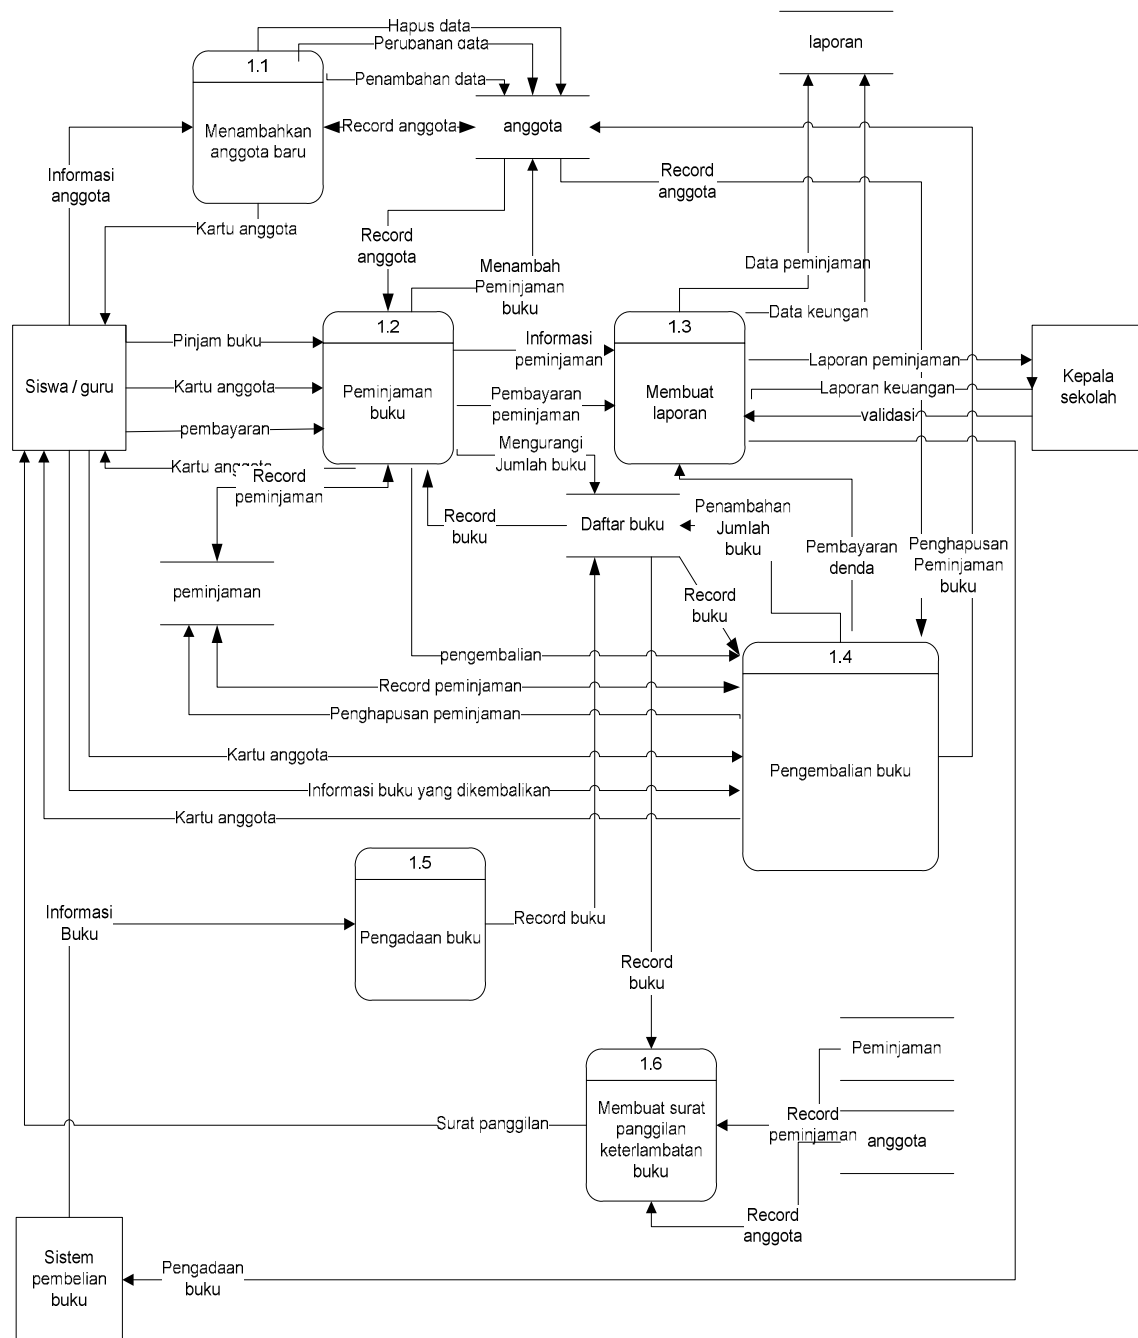 Hapus data
Perubahan data
Penambahan data
1.1
Menambahkan
anggota baru
Record anggota
anggota
laporan
Informasi
anggota
Kartu anggota
Record
anggota
Record
anggota
Menambah
Peminjaman
buku
Data peminjaman
Data keungan
Siswa / guru
Pinjam buku
Kartu anggota
pembayaran
Kartu anggota
1.2
Peminjaman
buku
Informasi
peminjaman
Pembayaran
peminjaman
Mengurangi
Jumlah buku
1.3
Membuat
laporan
Laporan peminjaman
Laporan keuangan
validasi
Kepala
sekolah
Record
peminjaman
peminjaman
Record
buku
Daftar buku
Penambahan
Jumlah
buku
Pembayaran
denda
Penghapusan
Peminjaman
buku
Record
buku
pengembalian
Record peminjaman
Penghapusan peminjaman
Kartu anggota
Informasi buku yang dikembalikan
Kartu anggota
1.4
Pengembalian buku
1.5
Pengadaan buku
Informasi
Buku
Record buku
Record
buku
1.6
Membuat surat
panggilan
keterlambatan
buku
Surat panggilan
Peminjaman
Record
peminjaman
anggota
Record
anggota
Sistem
pembelian
buku
Pengadaan
buku